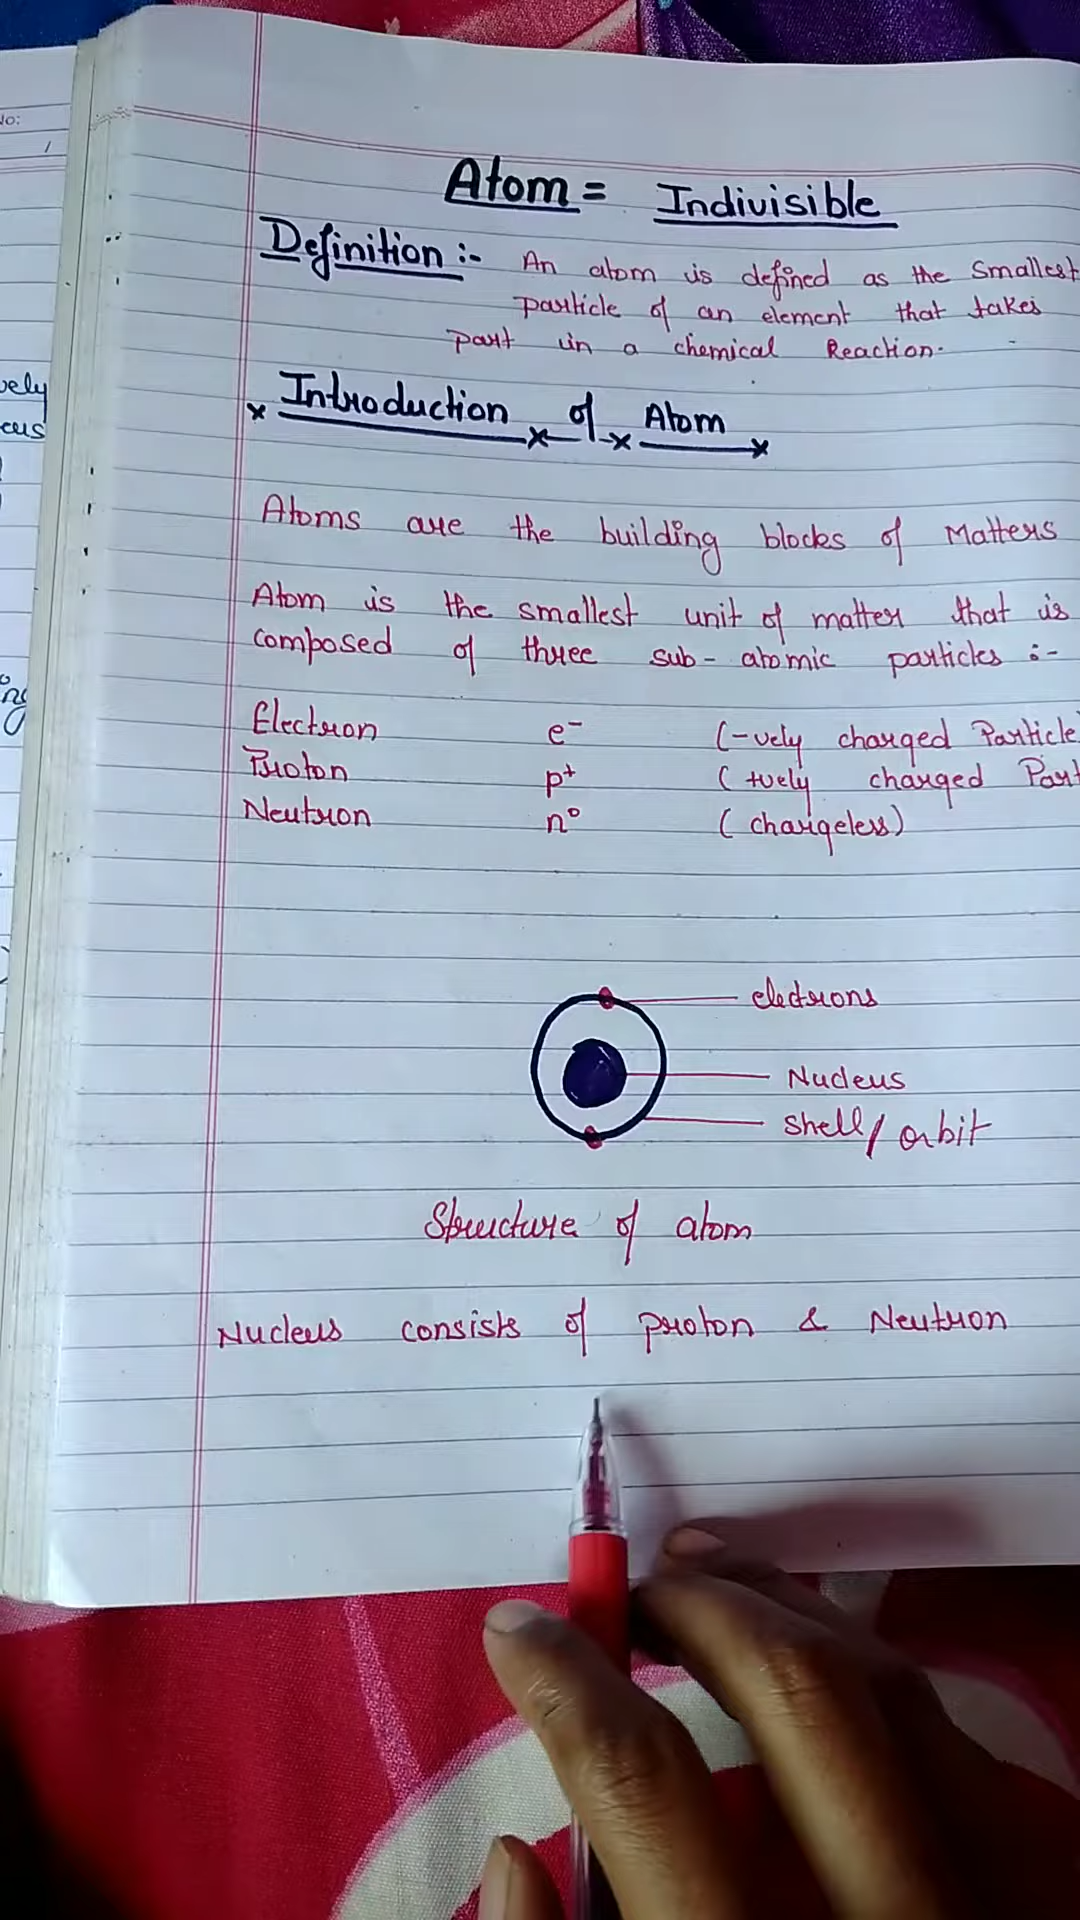 No:
/
vely
Atom = Indivisible
Definition :- An atom is defined as the smallest
particle of an element that takes
part in a chemical Reaction.
Introduction of Atom
Atoms are the building blocks of Matters
Atom is the smallest unit of matter that is
composed of three sub-atomic particles :-
Electron e⁻ (-vely charged Particle
Proton p⁺ (+vely charged Part
Neutron n⁰ (chargeless)
electrons
Nucleus
shell/orbit
Structure of atom
Nucleus consists of proton & Neutron